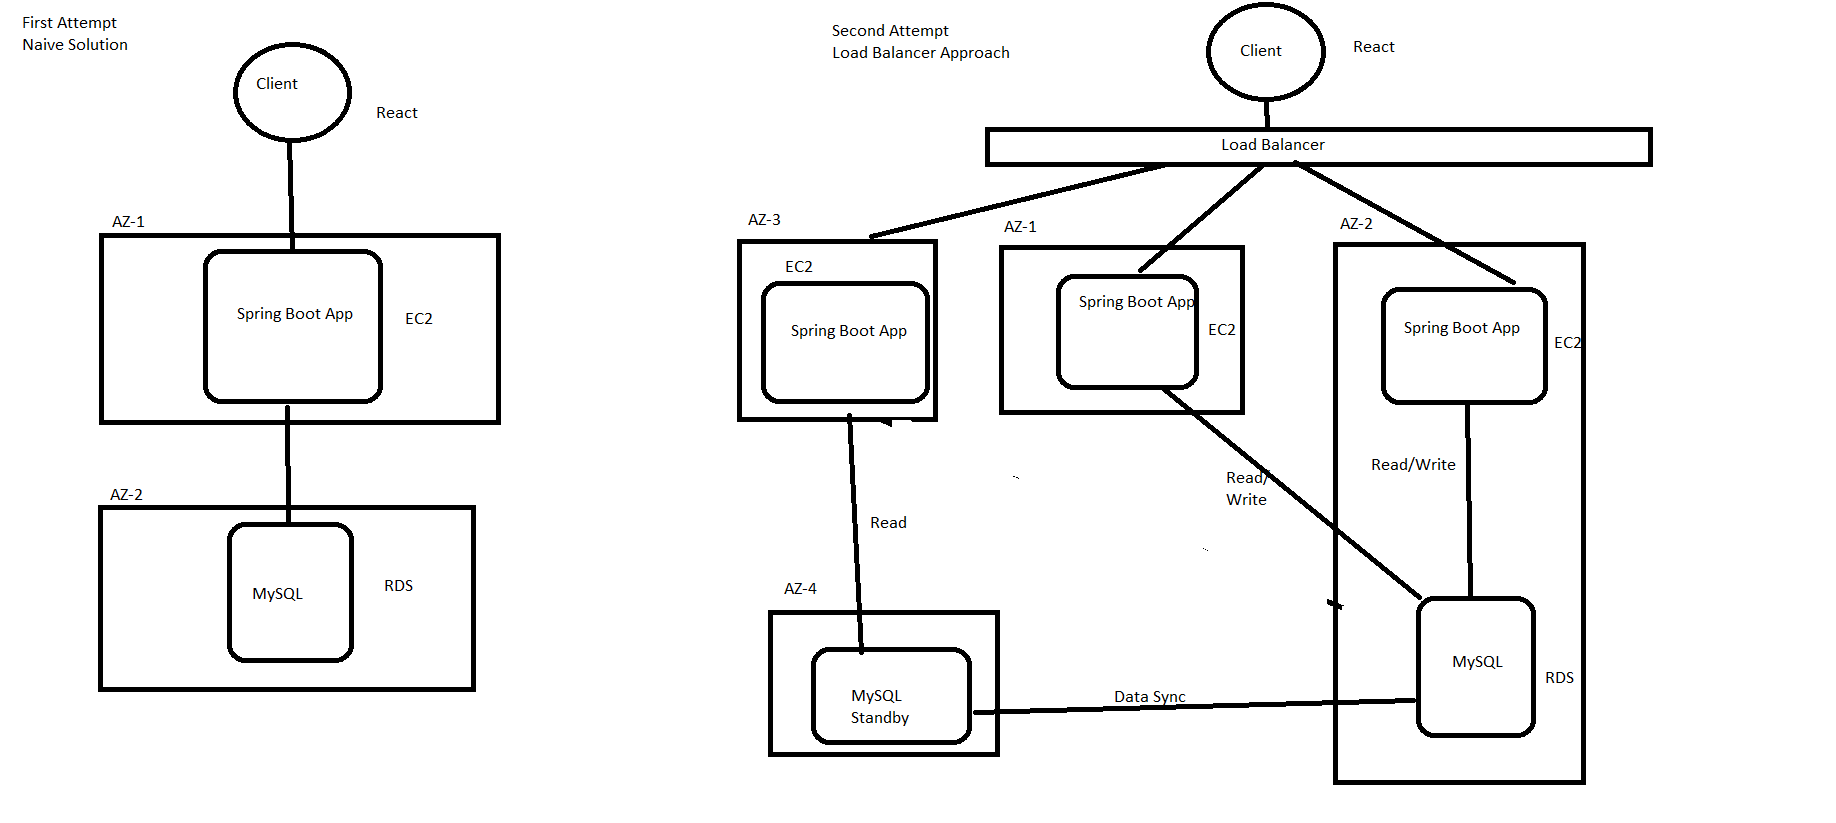 First Attempt
Naive Solution
Client
React
AZ-1
Spring Boot App
EC2
AZ-2
MySQL
RDS
Second Attempt
Load Balancer Approach
Client
React
Load Balancer
AZ-3
EC2
Spring Boot App
AZ-1
Spring Boot App
EC2
AZ-2
Spring Boot App
EC2
Read/
Write
Read/Write
Read
AZ-4
MySQL
Standby
Data Sync
MySQL
RDS